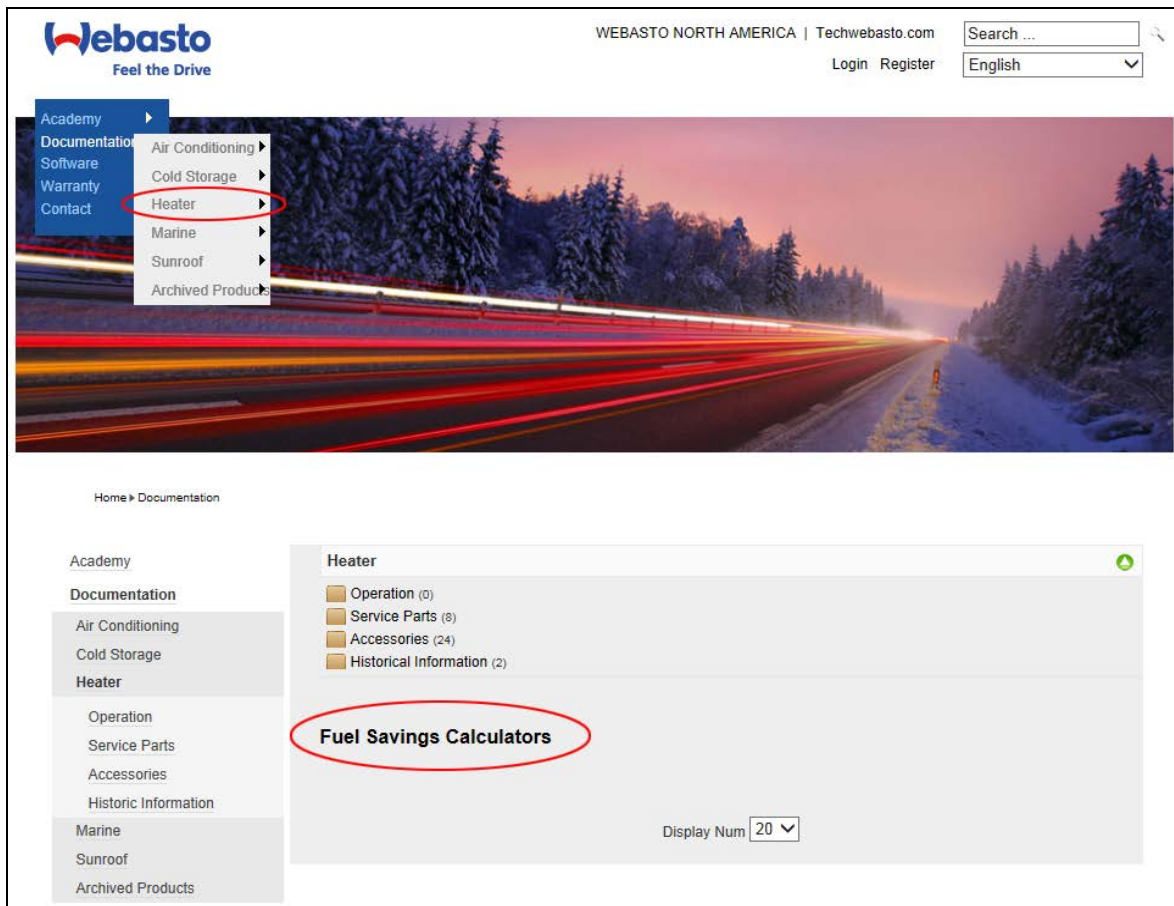 Webasto
Feel the Drive
WEBASTO NORTH AMERICA | Techwebasto.com
Search ...
Login Register
English
Academy
Documentation
Software
Warranty
Contact
Air Conditioning
Cold Storage
Heater
Marine
Sunroof
Archived Products
Home ▸ Documentation
Academy
Documentation
Air Conditioning
Cold Storage
Heater
Operation
Service Parts
Accessories
Historic Information
Marine
Sunroof
Archived Products
Heater
Operation (0)
Service Parts (8)
Accessories (24)
Historical Information (2)
Fuel Savings Calculators
Display Num 20